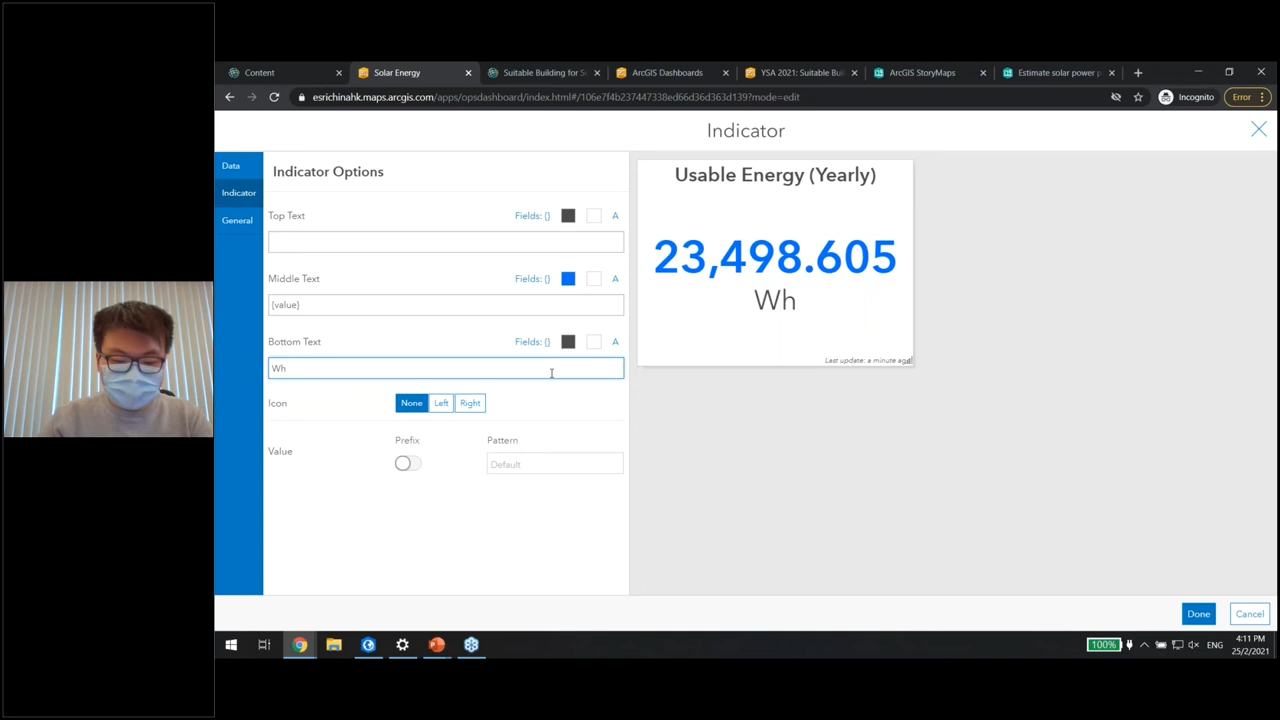 Content
Solar Energy
Suitable Building for S
ArcGIS Dashboards
YSA 2021: Suitable Bui
ArcGIS StoryMaps
Estimate solar power p
esrichinahk.maps.arcgis.com/apps/opsdashboard/index.html#/106e7f4b237447338ed66d36d363d139?mode=edit
Incognito
Error
Indicator
Data
Indicator
General
Indicator Options
Top Text
Fields: {}
A
Middle Text
Fields: {}
A
{value}
Bottom Text
Fields: {}
A
Wh
Icon
None
Left
Right
Value
Prefix
Pattern
Default
Usable Energy (Yearly)
23,498.605
Wh
Last update: a minute ago
Done
Cancel
100%
ENG
4:11 PM
25/2/2021